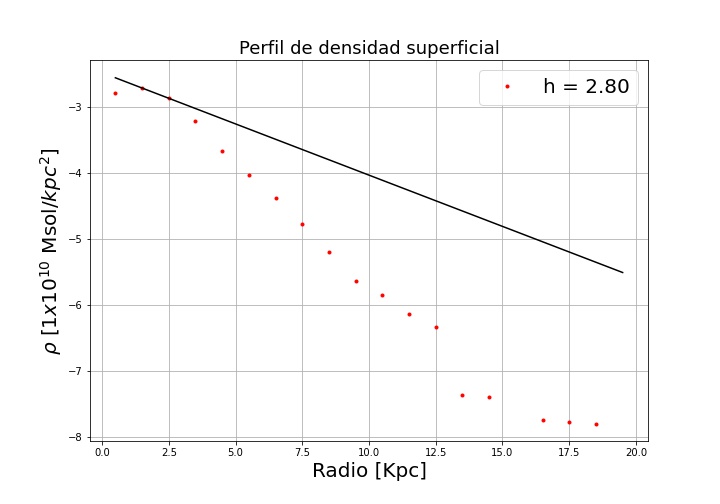 Perfil de densidad superficial
h = 2.80
ρ [1x10^10 Msol/kpc^2]
−3
−4
−5
−6
−7
−8
0.0 2.5 5.0 7.5 10.0 12.5 15.0 17.5 20.0
Radio [Kpc]